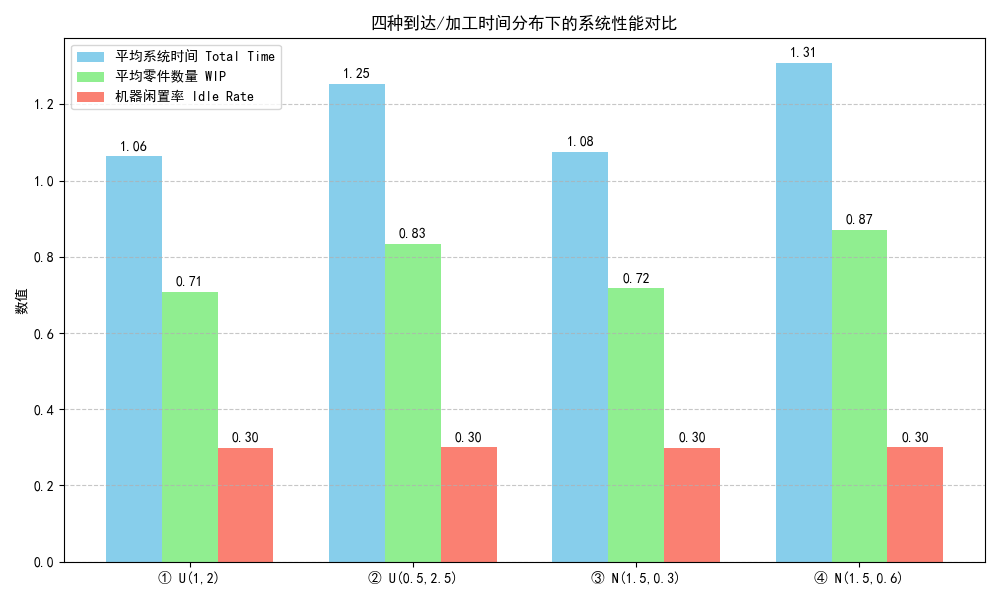 四种到达/加工时间分布下的系统性能对比
平均系统时间 Total Time
平均零件数量 WIP
机器闲置率 Idle Rate
数值
1.2
1.0
0.8
0.6
0.4
0.2
0.0
1.06
0.71
0.30
1.25
0.83
0.30
1.08
0.72
0.30
1.31
0.87
0.30
① U(1,2)
② U(0.5,2.5)
③ N(1.5,0.3)
④ N(1.5,0.6)